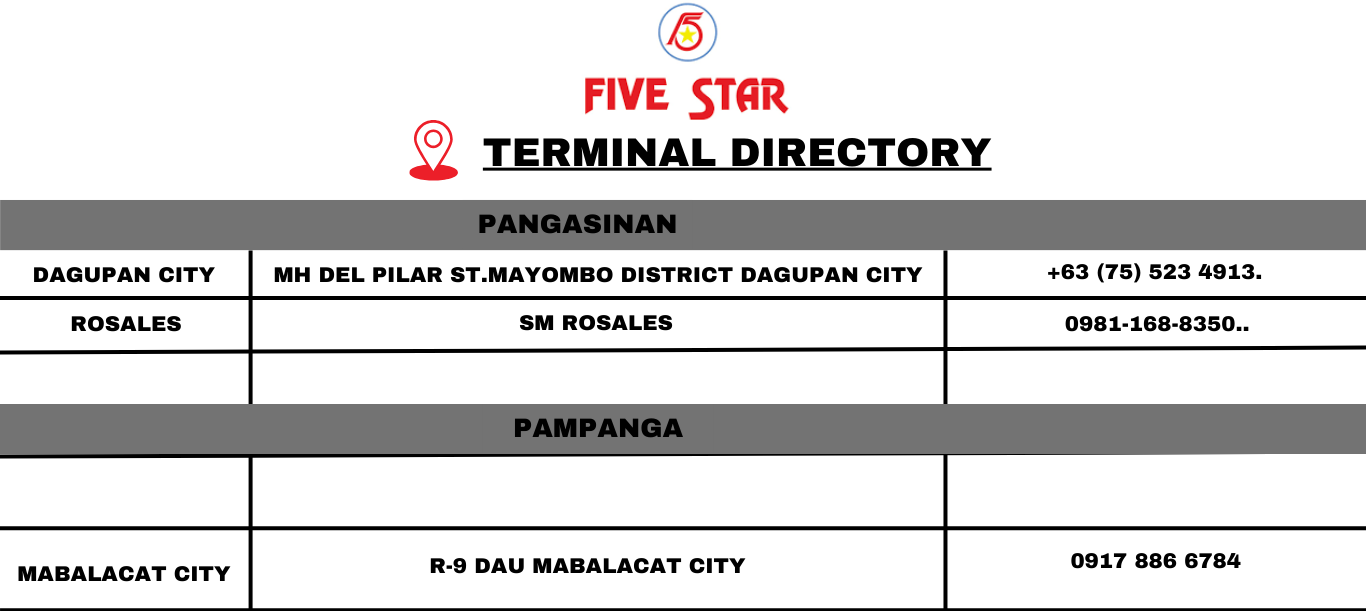 5
FIVE STAR
TERMINAL DIRECTORY
PANGASINAN
DAGUPAN CITY
MH DEL PILAR ST.MAYOMBO DISTRICT DAGUPAN CITY
+63 (75) 523 4913.
ROSALES
SM ROSALES
0981-168-8350..
PAMPANGA
MABALACAT CITY
R-9 DAU MABALACAT CITY
0917 886 6784